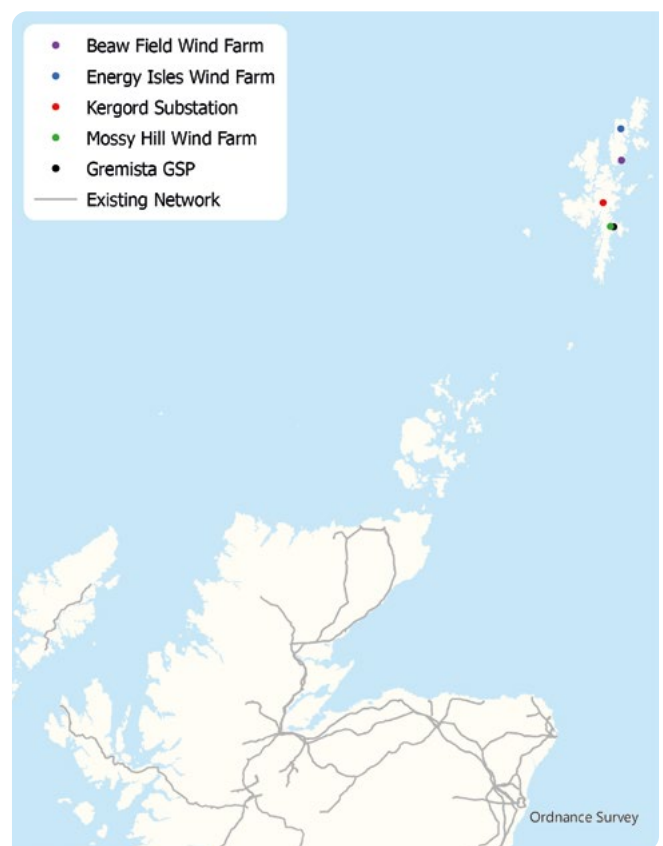 Beaw Field Wind Farm
Energy Isles Wind Farm
Kergord Substation
Mossy Hill Wind Farm
Gremista GSP
Existing Network
Ordnance Survey